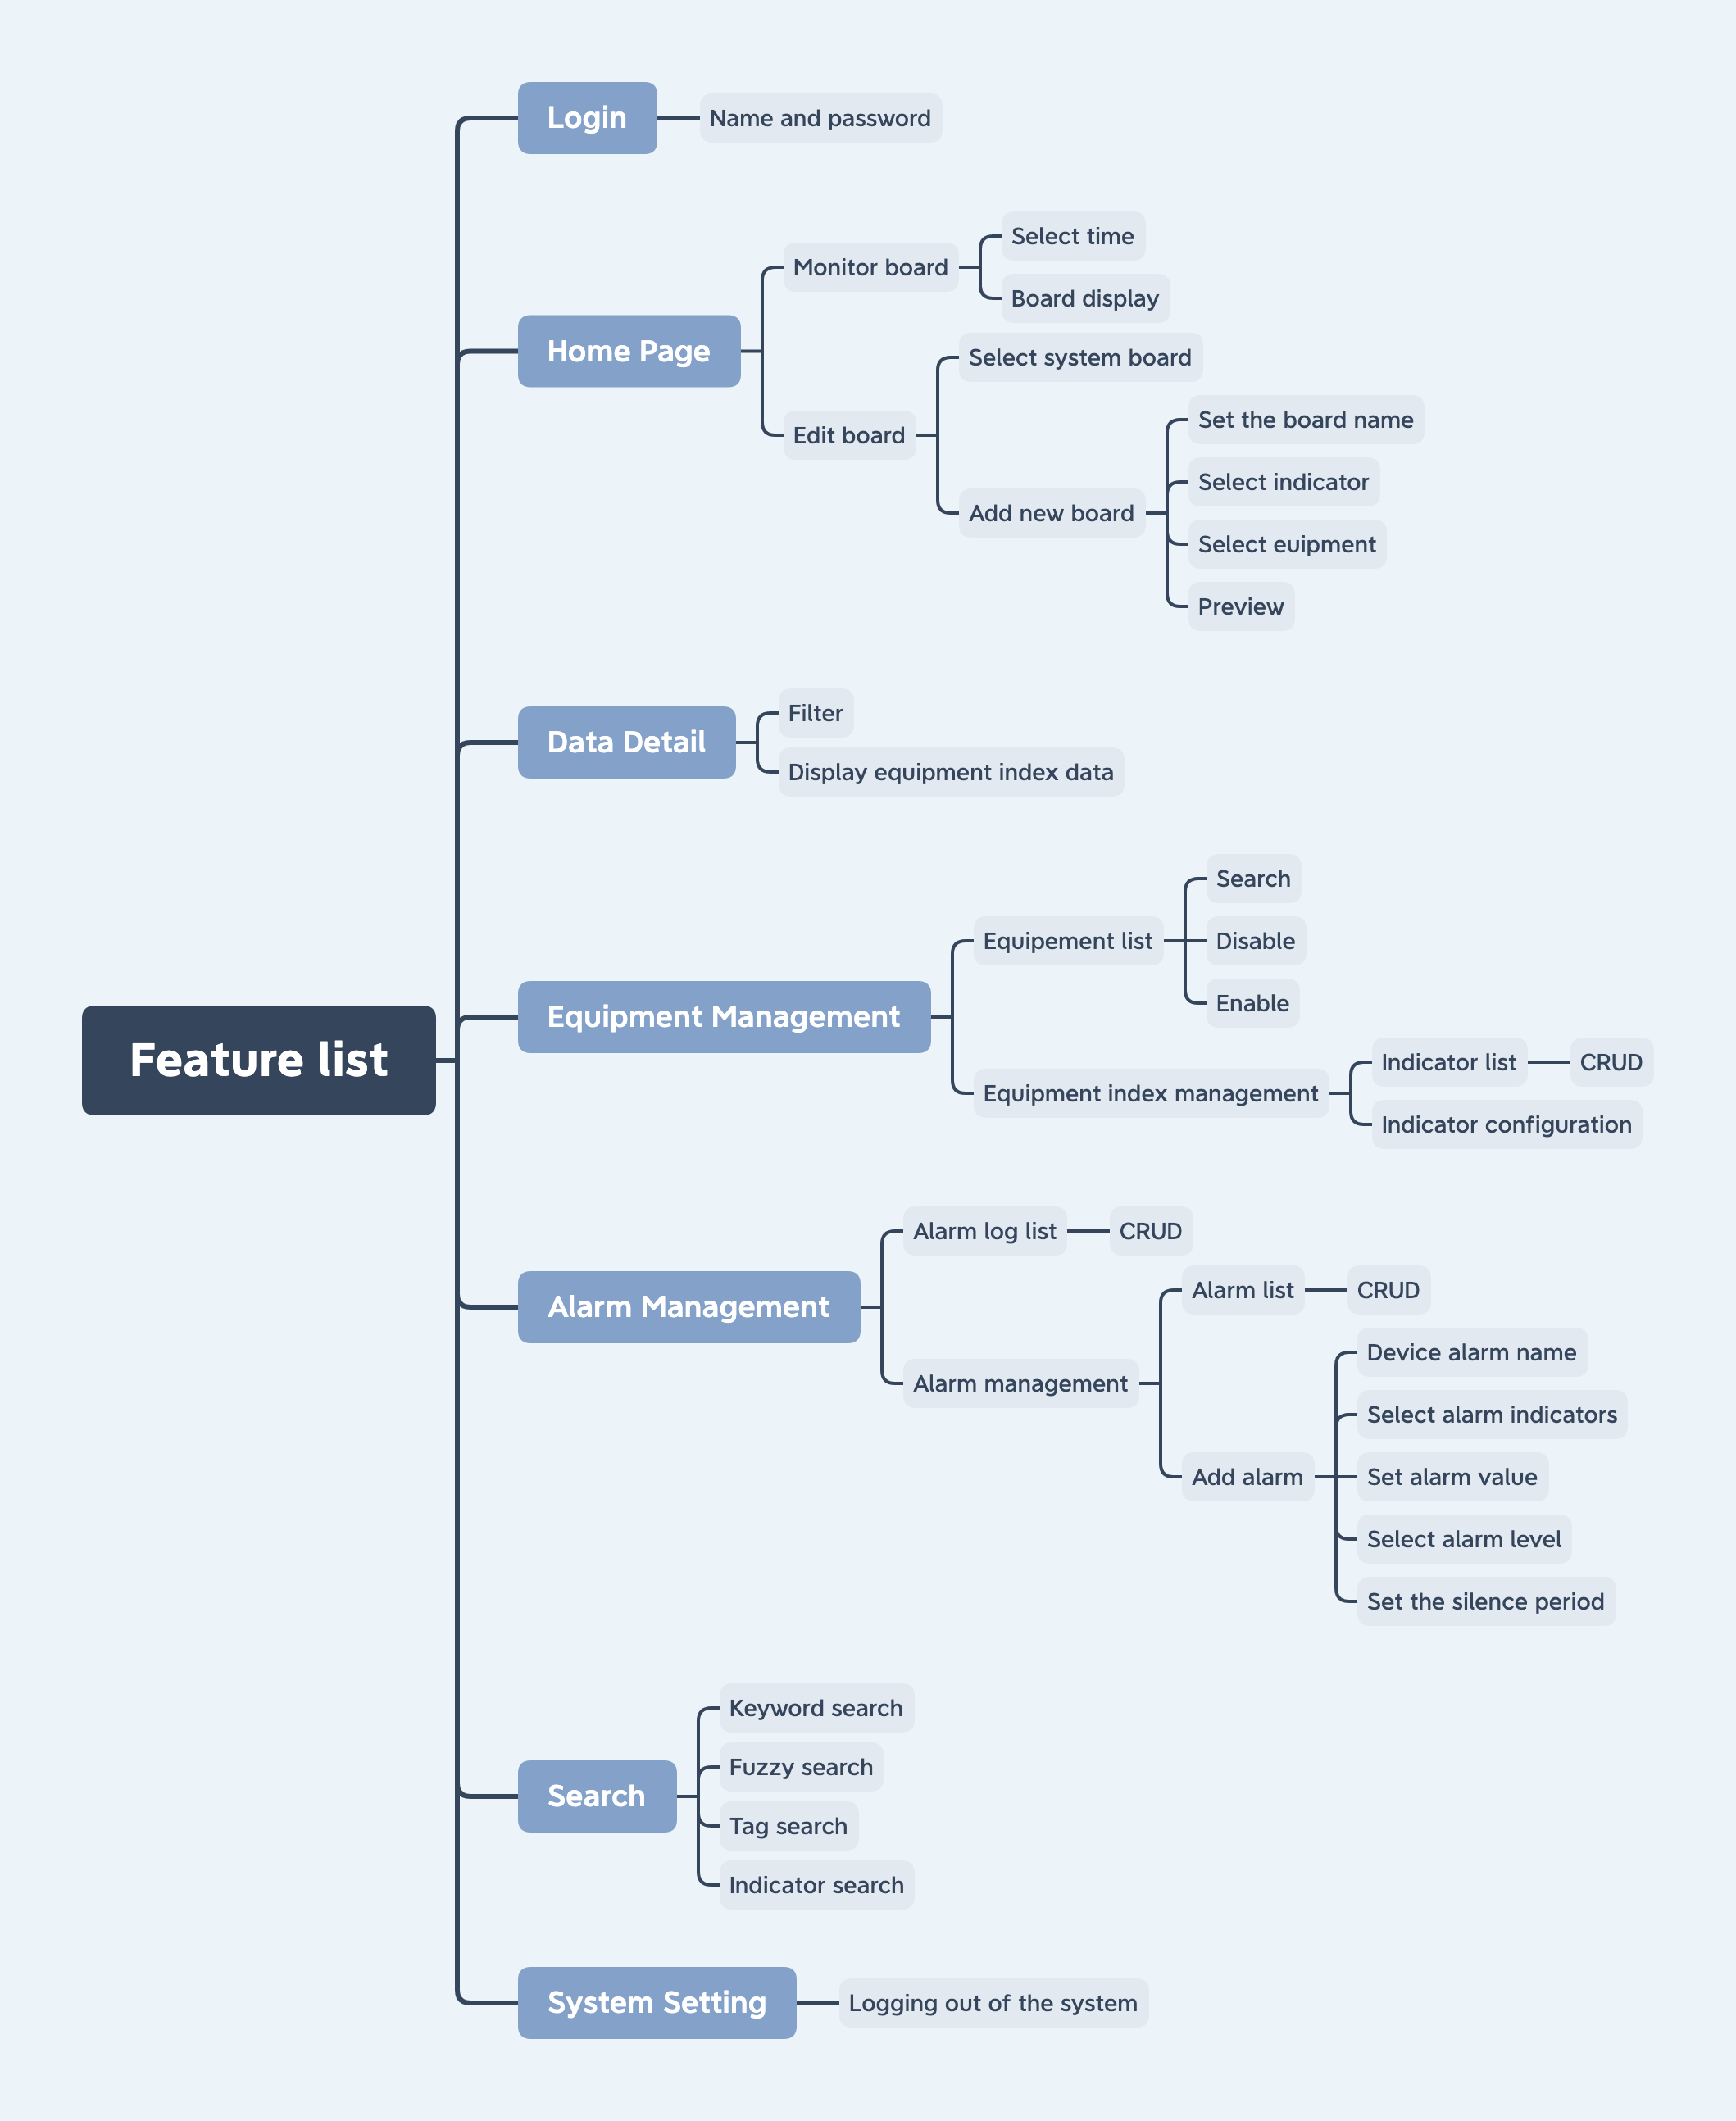 Feature list
Login
Name and password
Home Page
Monitor board
Select time
Board display
Edit board
Select system board
Add new board
Set the board name
Select indicator
Select euipment
Preview
Data Detail
Filter
Display equipment index data
Equipment Management
Equipement list
Search
Disable
Enable
Equipment index management
Indicator list
CRUD
Indicator configuration
Alarm Management
Alarm log list
CRUD
Alarm management
Alarm list
CRUD
Add alarm
Device alarm name
Select alarm indicators
Set alarm value
Select alarm level
Set the silence period
Search
Keyword search
Fuzzy search
Tag search
Indicator search
System Setting
Logging out of the system